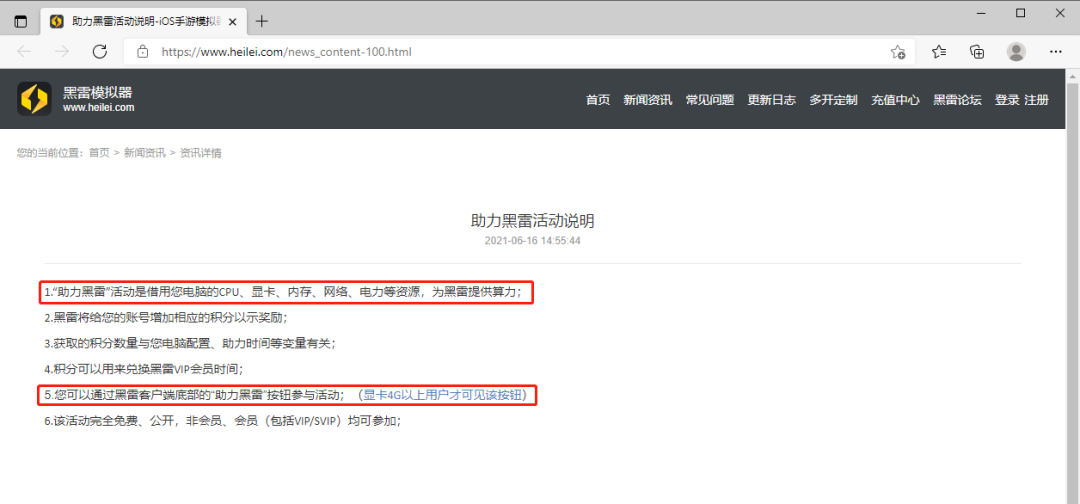 助力黑雷活动说明-iOS手游模拟器
https://www.heilei.com/news_content-100.html
黑雷模拟器
www.heilei.com
首页 新闻资讯 常见问题 更新日志 多开定制 充值中心 黑雷论坛 登录 注册
您的当前位置：首页 > 新闻资讯 > 资讯详情
助力黑雷活动说明
2021-06-16 14:55:44
1.“助力黑雷”活动是借用您电脑的CPU、显卡、内存、网络、电力等资源，为黑雷提供算力；
2.黑雷将给您的账号增加相应的积分以示奖励；
3.获取的积分数量与您电脑配置、助力时间等变量有关；
4.积分可以用来兑换黑雷VIP会员时间；
5.您可以通过黑雷客户端底部的“助力黑雷”按钮参与活动；（显卡4G以上用户才可见该按钮）
6.该活动完全免费、公开，非会员、会员（包括VIP/SVIP）均可参加；